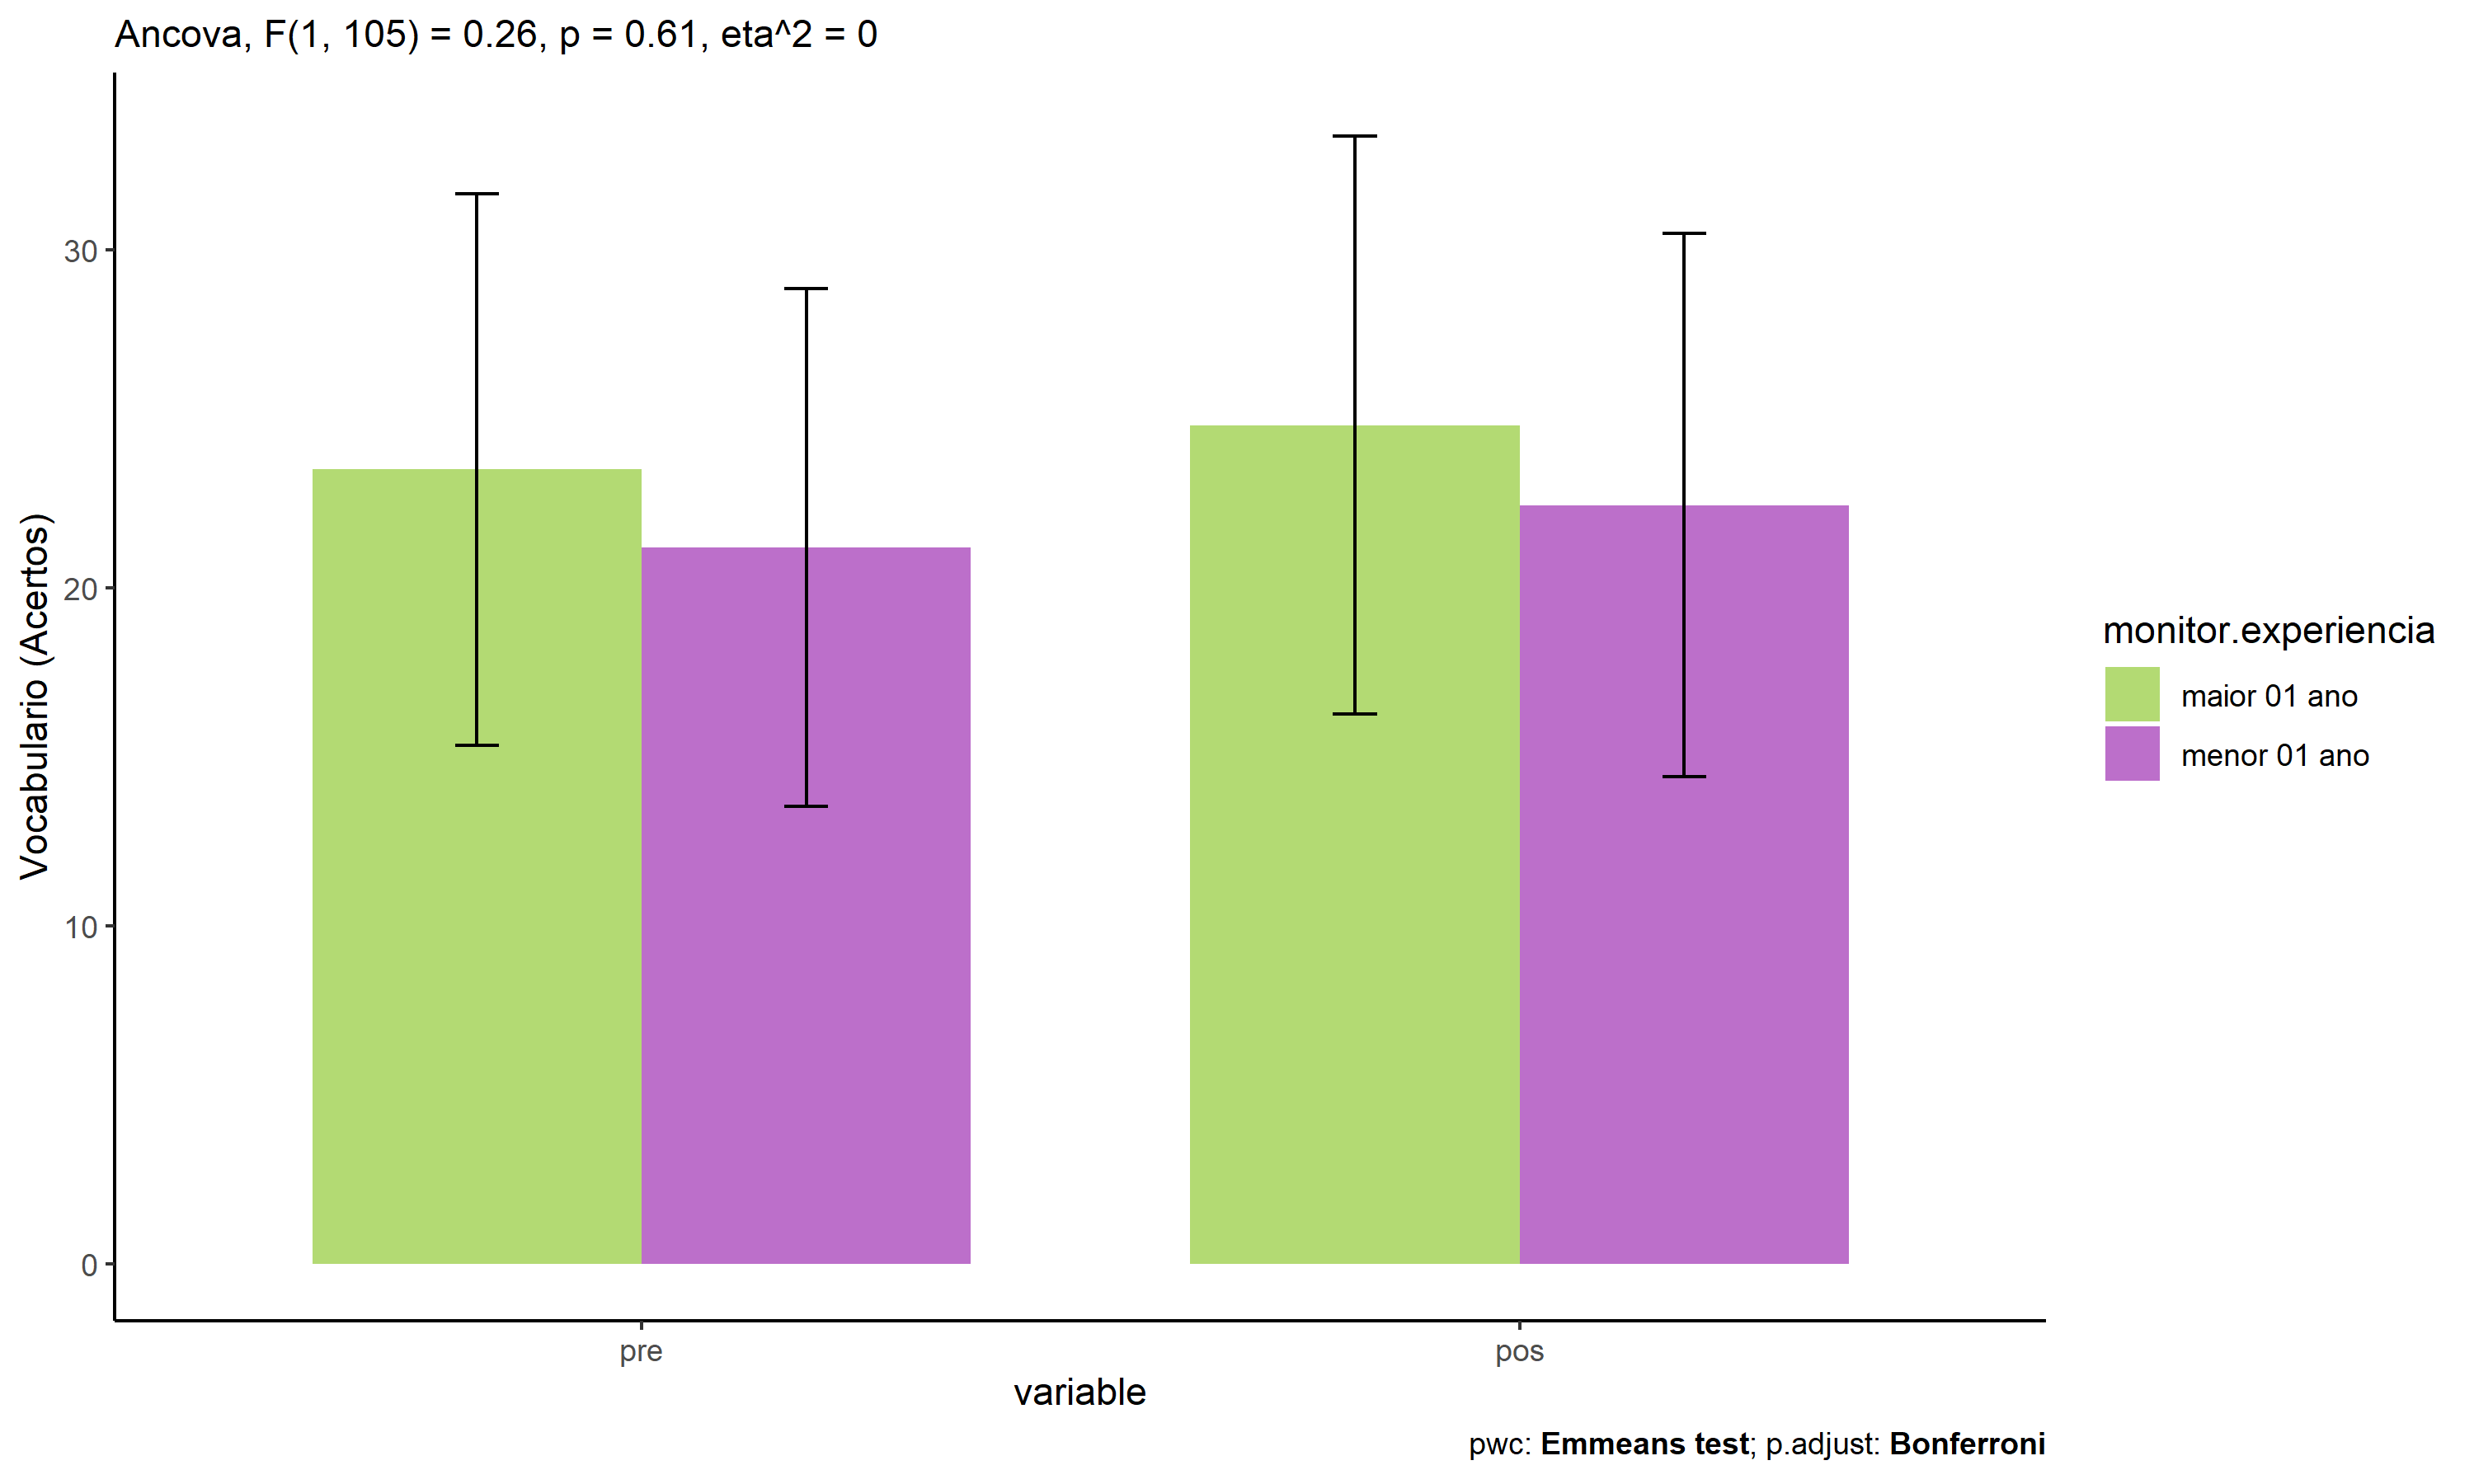 Ancova, F(1, 105) = 0.26, p = 0.61, eta^2 = 0
Vocabulario (Acertos)
30
20
10
0
pre
pos
variable
monitor.experiencia
maior 01 ano
menor 01 ano
pwc: Emmeans test; p.adjust: Bonferroni